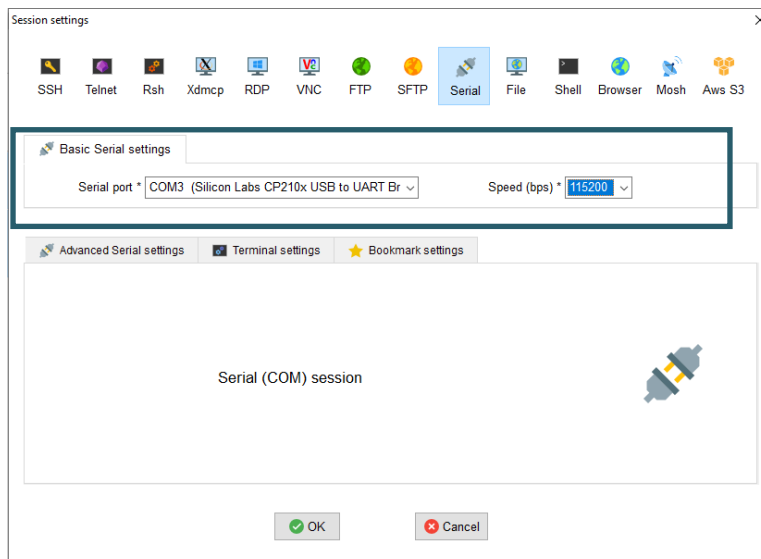 Session settings
SSH Telnet Rsh Xdmcp RDP VNC FTP SFTP Serial File Shell Browser Mosh Aws S3
Basic Serial settings
Serial port * COM3 (Silicon Labs CP210x USB to UART Br Speed (bps) * 115200
Advanced Serial settings Terminal settings Bookmark settings
Serial (COM) session
OK Cancel